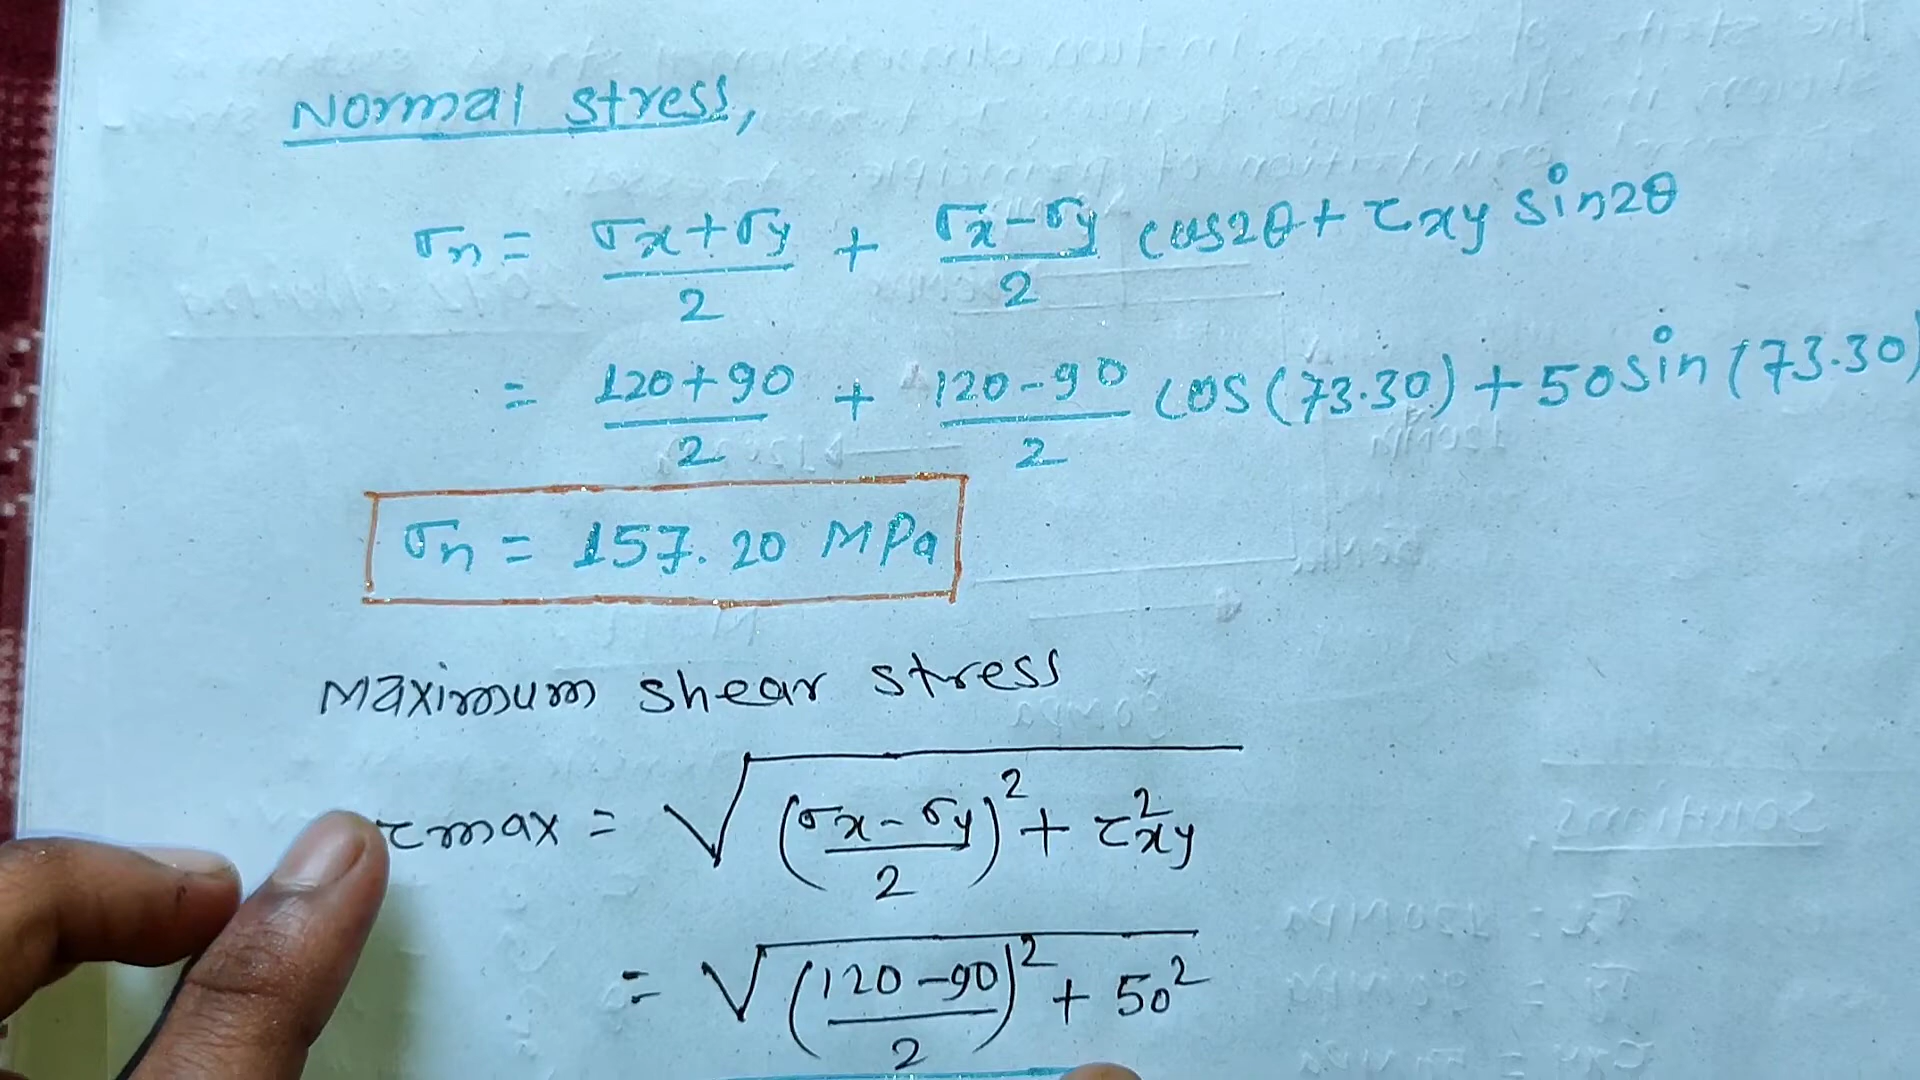 Normal stress,
σn = σx+σy/2 + σx-σy/2 cos2θ + τxy sin2θ
= 120+90/2 + 120-90/2 cos(73.30) + 50sin(73.30)
σn = 157.20 MPa
Maximum shear stress
τmax = √(σx-σy/2)² + τ²xy
= √(120-90/2)² + 50²